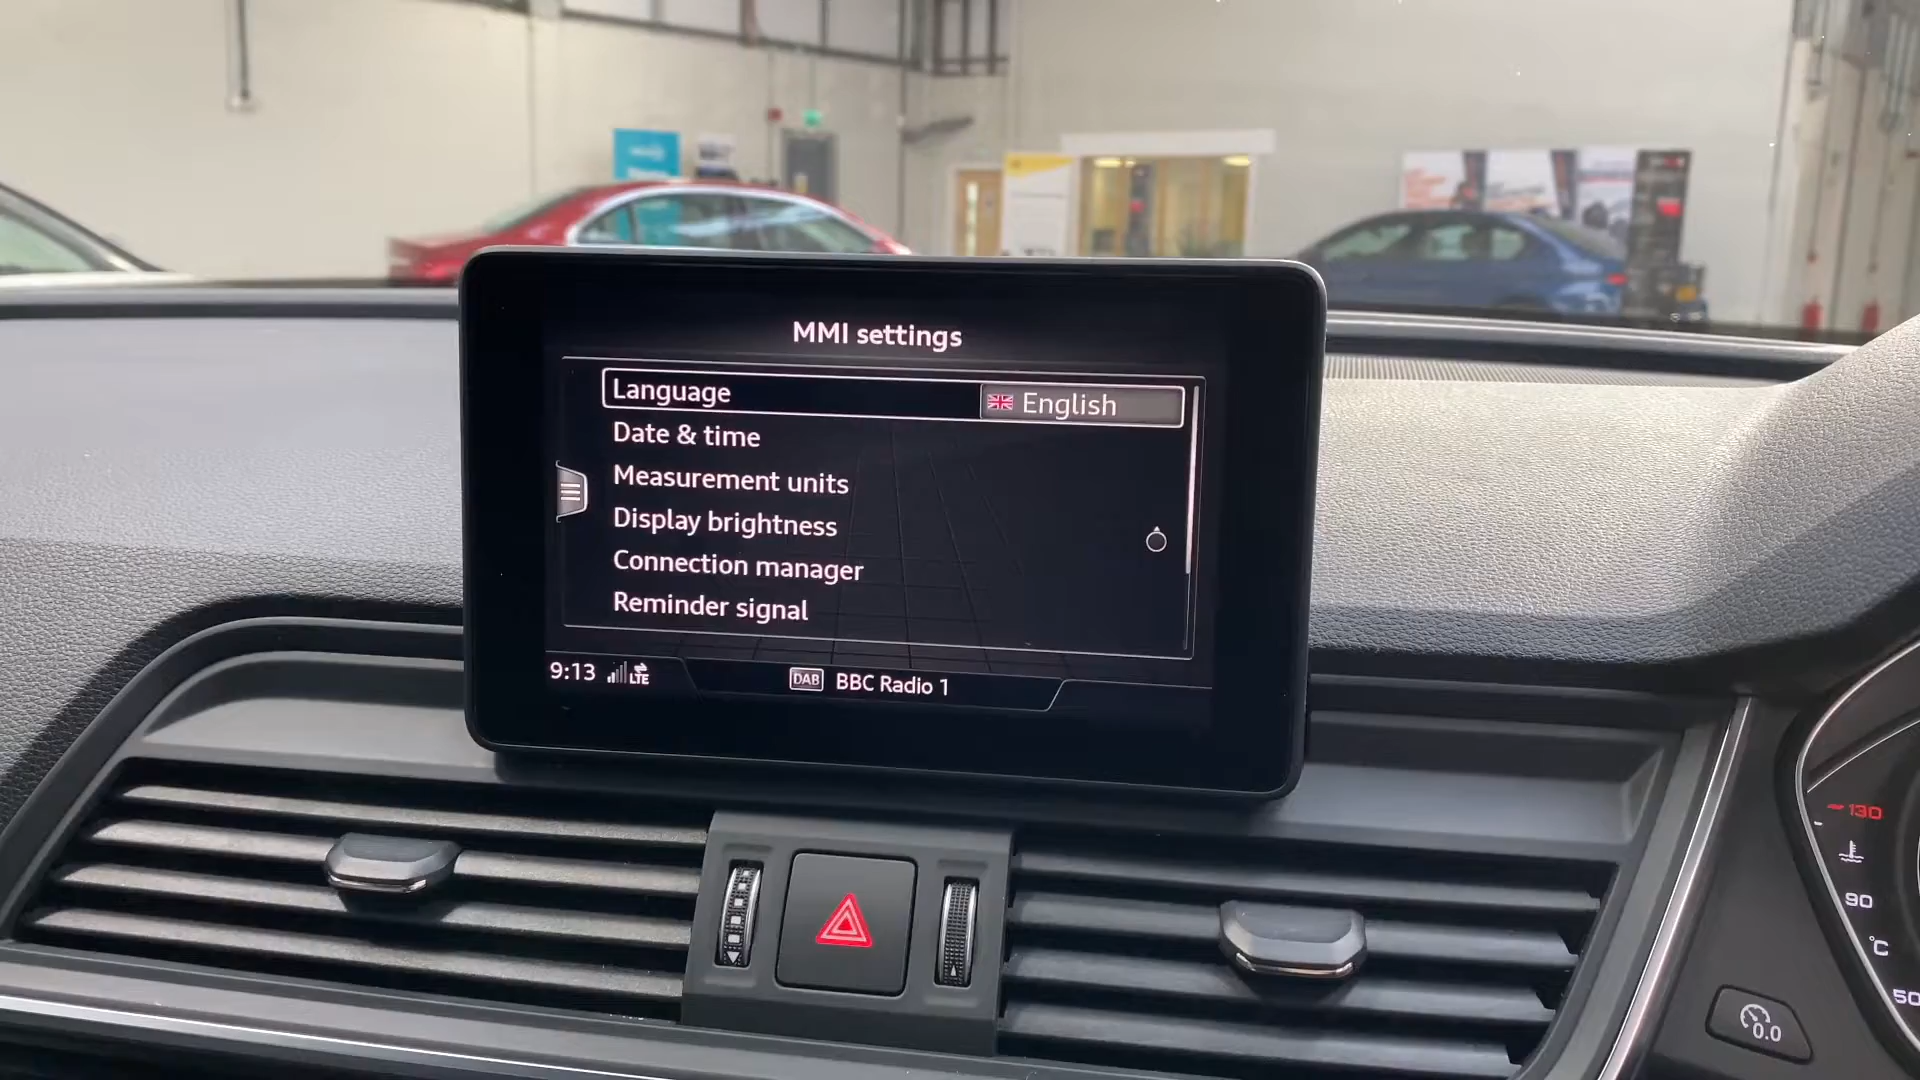 MMI settings
Language English
Date & time
Measurement units
Display brightness
Connection manager
Reminder signal
9:13 LTE DAB BBC Radio 1
130
90
°C
50
0.0